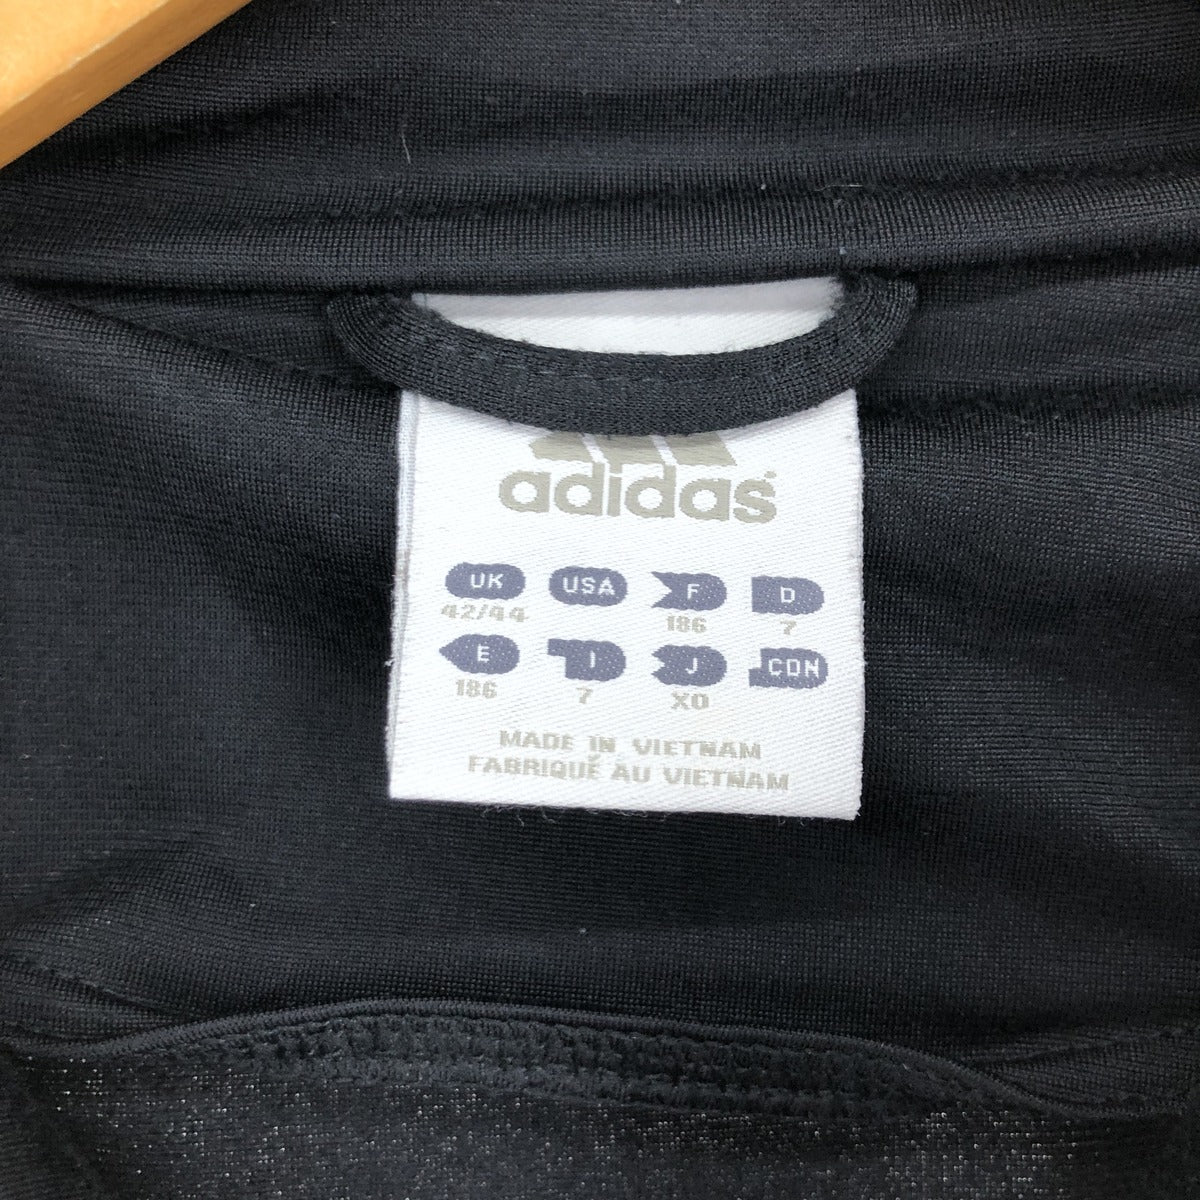 adidas
UK USA F D
42/44 186 7
E I J CDN
186 7 XO
MADE IN VIETNAM
FABRIQUÉ AU VIETNAM